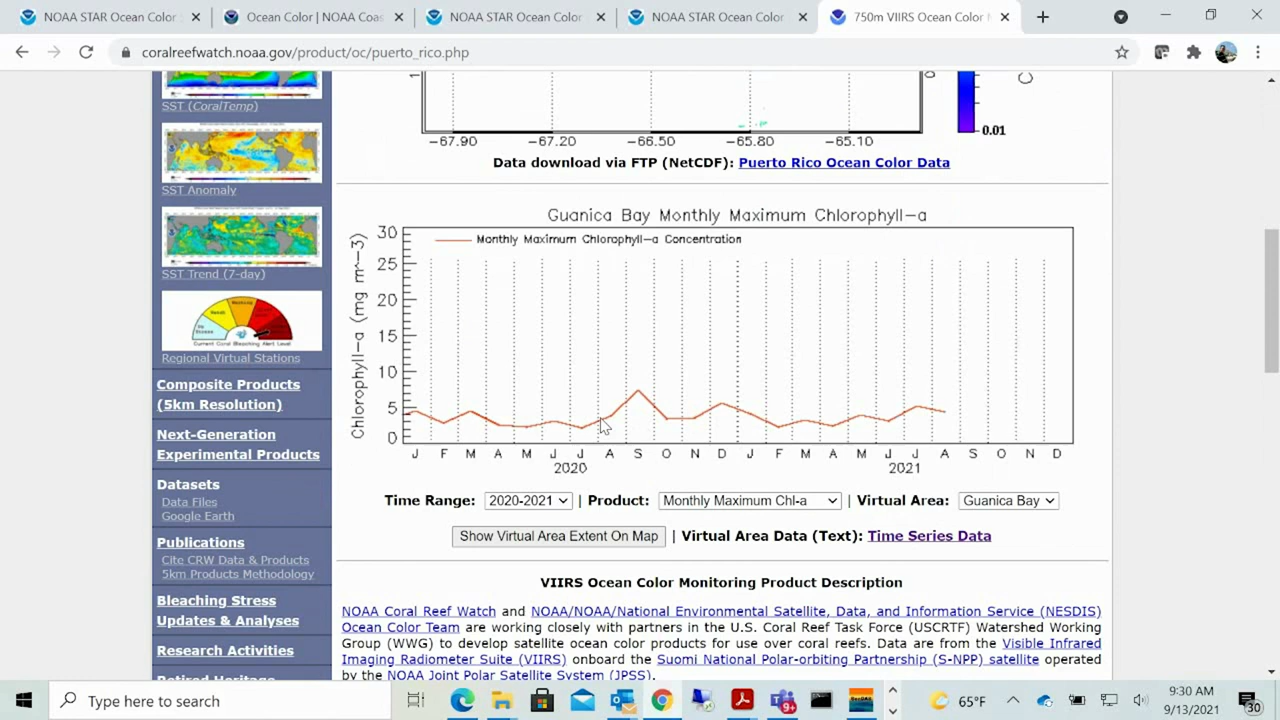 NOAA STAR Ocean Color
Ocean Color | NOAA Coas
NOAA STAR Ocean Color
NOAA STAR Ocean Color
750m VIIRS Ocean Color M
coralreefwatch.noaa.gov/product/oc/puerto_rico.php
SST (CoralTemp)
SST Anomaly
SST Trend (7-day)
No Stress
Watch
Warning
Current Coral Bleaching Alert Level
Regional Virtual Stations
Composite Products
(5km Resolution)
Next-Generation
Experimental Products
Datasets
Data Files
Google Earth
Publications
Cite CRW Data & Products
5km Products Methodology
Bleaching Stress
Updates & Analyses
Research Activities
0.01
-67.90 -67.20 -66.50 -65.80 -65.10
Data download via FTP (NetCDF): Puerto Rico Ocean Color Data
Guanica Bay Monthly Maximum Chlorophyll-a
Monthly Maximum Chlorophyll-a Concentration
Chlorophyll-a (mg m-3)
30
25
20
15
10
5
0
J F M A M J J A S O N D J F M A M J J A S O N D
2020 2021
Time Range: 2020-2021 | Product: Monthly Maximum Chl-a | Virtual Area: Guanica Bay
Show Virtual Area Extent On Map | Virtual Area Data (Text): Time Series Data
VIIRS Ocean Color Monitoring Product Description
NOAA Coral Reef Watch and NOAA/NOAA/National Environmental Satellite, Data, and Information Service (NESDIS)
Ocean Color Team are working closely with partners in the U.S. Coral Reef Task Force (USCRTF) Watershed Working
Group (WWG) to develop satellite ocean color products for use over coral reefs. Data are from the Visible Infrared
Imaging Radiometer Suite (VIIRS) onboard the Suomi National Polar-orbiting Partnership (S-NPP) satellite operated
by the NOAA Joint Polar Satellite System (JPSS).
Type here to search
9+
65°F
9:30 AM
9/13/2021
30